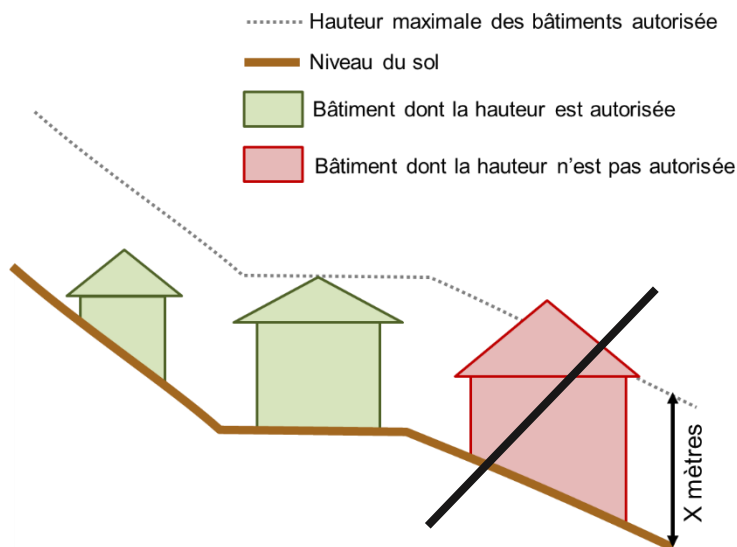 Hauteur maximale des bâtiments autorisée
Niveau du sol
Bâtiment dont la hauteur est autorisée
Bâtiment dont la hauteur n'est pas autorisée
X mètres